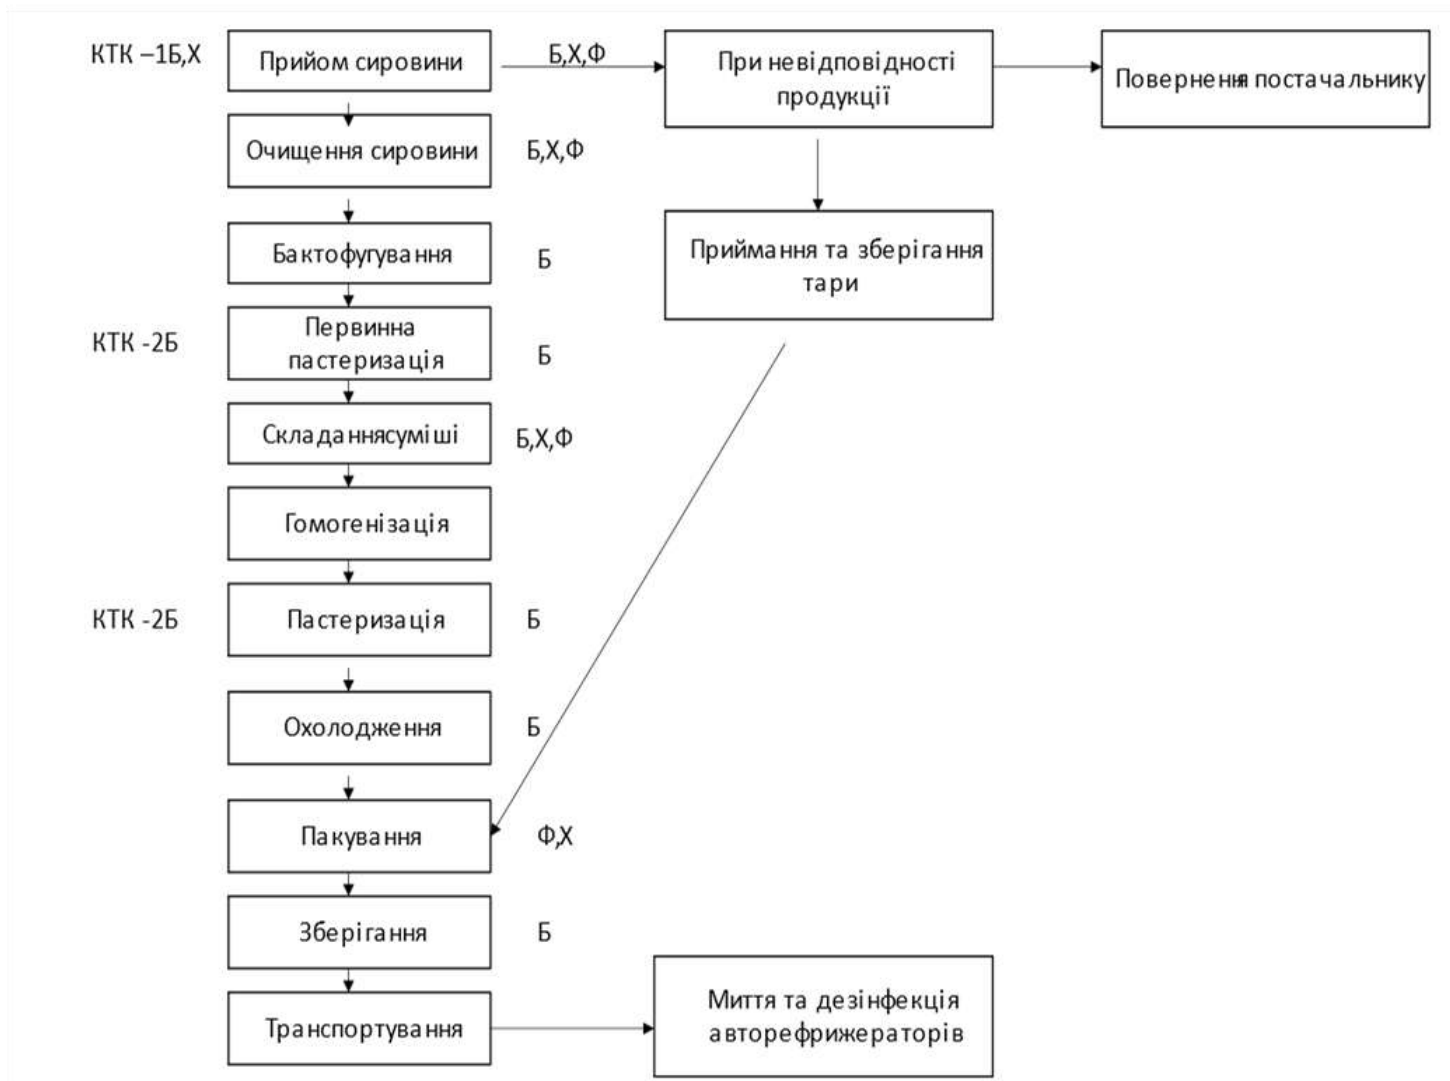 КТК –1Б,Х
Прийом сировини
Б,Х,Ф
При невідповідності
продукції
Повернення постачальнику
Очищення сировини
Б,Х,Ф
Приймання та зберігання
тари
Бактофугування
Б
КТК -2Б
Первинна
пастеризація
Б
Складаннясуміші
Б,Х,Ф
Гомогенізація
КТК -2Б
Пастеризація
Б
Охолодження
Б
Пакування
Ф,Х
Зберігання
Б
Транспортування
Миття та дезінфекція
авторефрижераторів